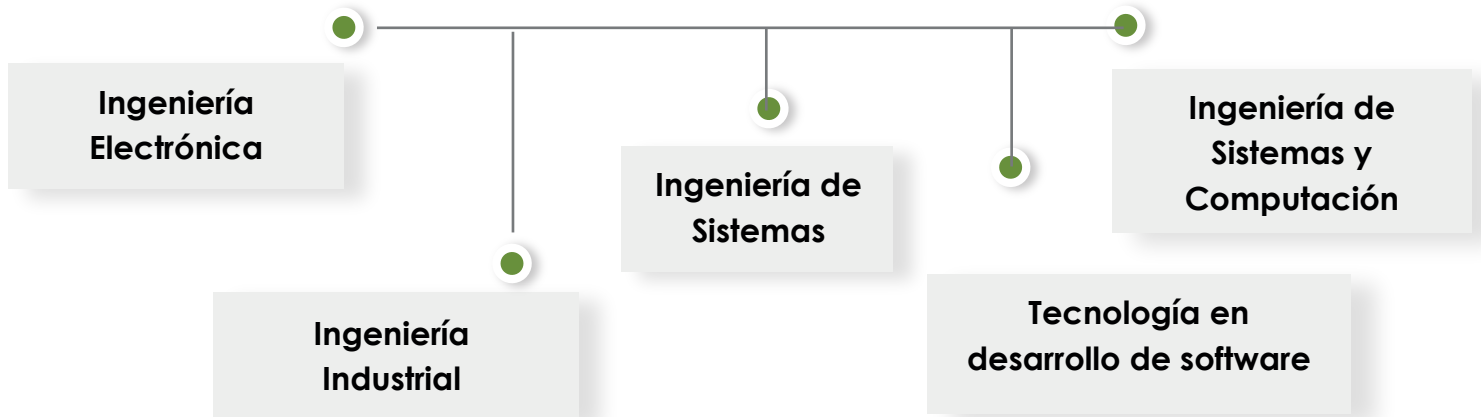 Ingeniería
Electrónica
Ingeniería
Industrial
Ingeniería de
Sistemas
Tecnología en
desarrollo de software
Ingeniería de
Sistemas y
Computación